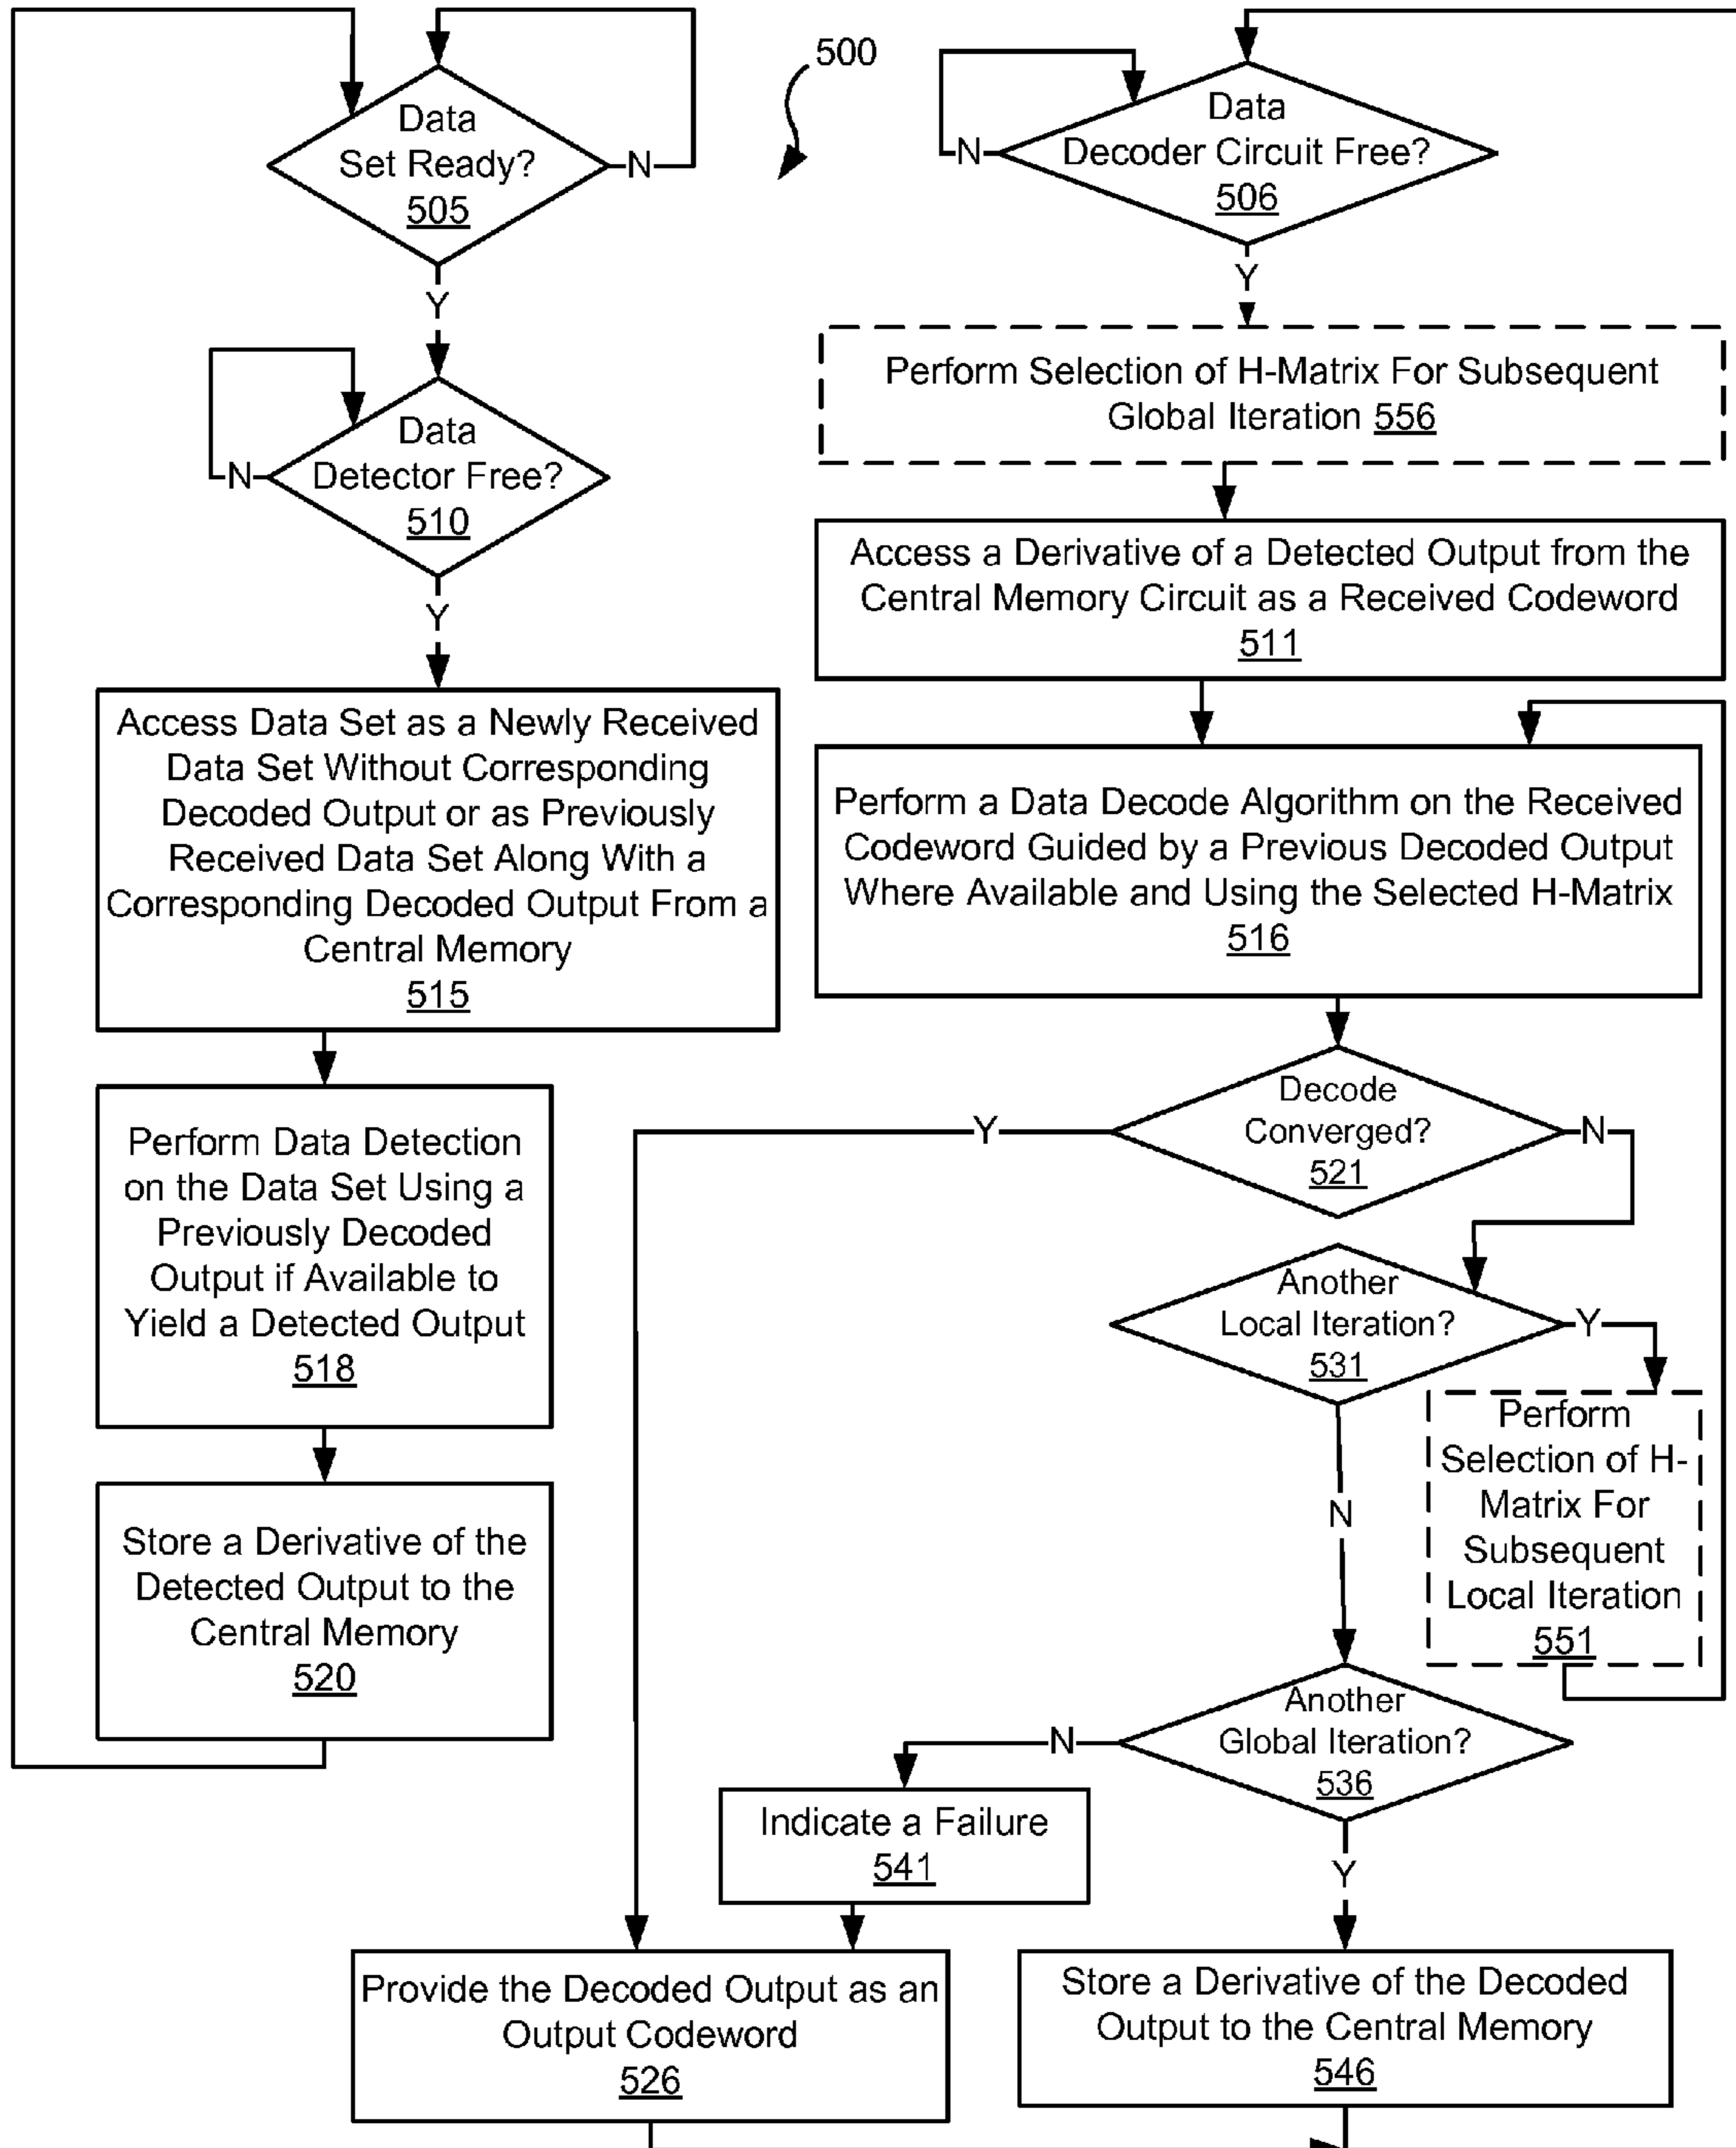 500
Data
Set Ready?
505
N
Y
Data
Detector Free?
510
N
Y
Access Data Set as a Newly Received
Data Set Without Corresponding
Decoded Output or as Previously
Received Data Set Along With a
Corresponding Decoded Output From a
Central Memory
515
Perform Data Detection
on the Data Set Using a
Previously Decoded
Output if Available to
Yield a Detected Output
518
Store a Derivative of the
Detected Output to the
Central Memory
520
Data
Decoder Circuit Free?
506
N
Y
Perform Selection of H-Matrix For Subsequent
Global Iteration 556
Access a Derivative of a Detected Output from the
Central Memory Circuit as a Received Codeword
511
Perform a Data Decode Algorithm on the Received
Codeword Guided by a Previous Decoded Output
Where Available and Using the Selected H-Matrix
516
Decode
Converged?
521
Y
N
Another
Local Iteration?
531
Y
N
Perform
Selection of H-
Matrix For
Subsequent
Local Iteration
551
Another
Global Iteration?
536
N
Y
Indicate a Failure
541
Provide the Decoded Output as an
Output Codeword
526
Store a Derivative of the Decoded
Output to the Central Memory
546